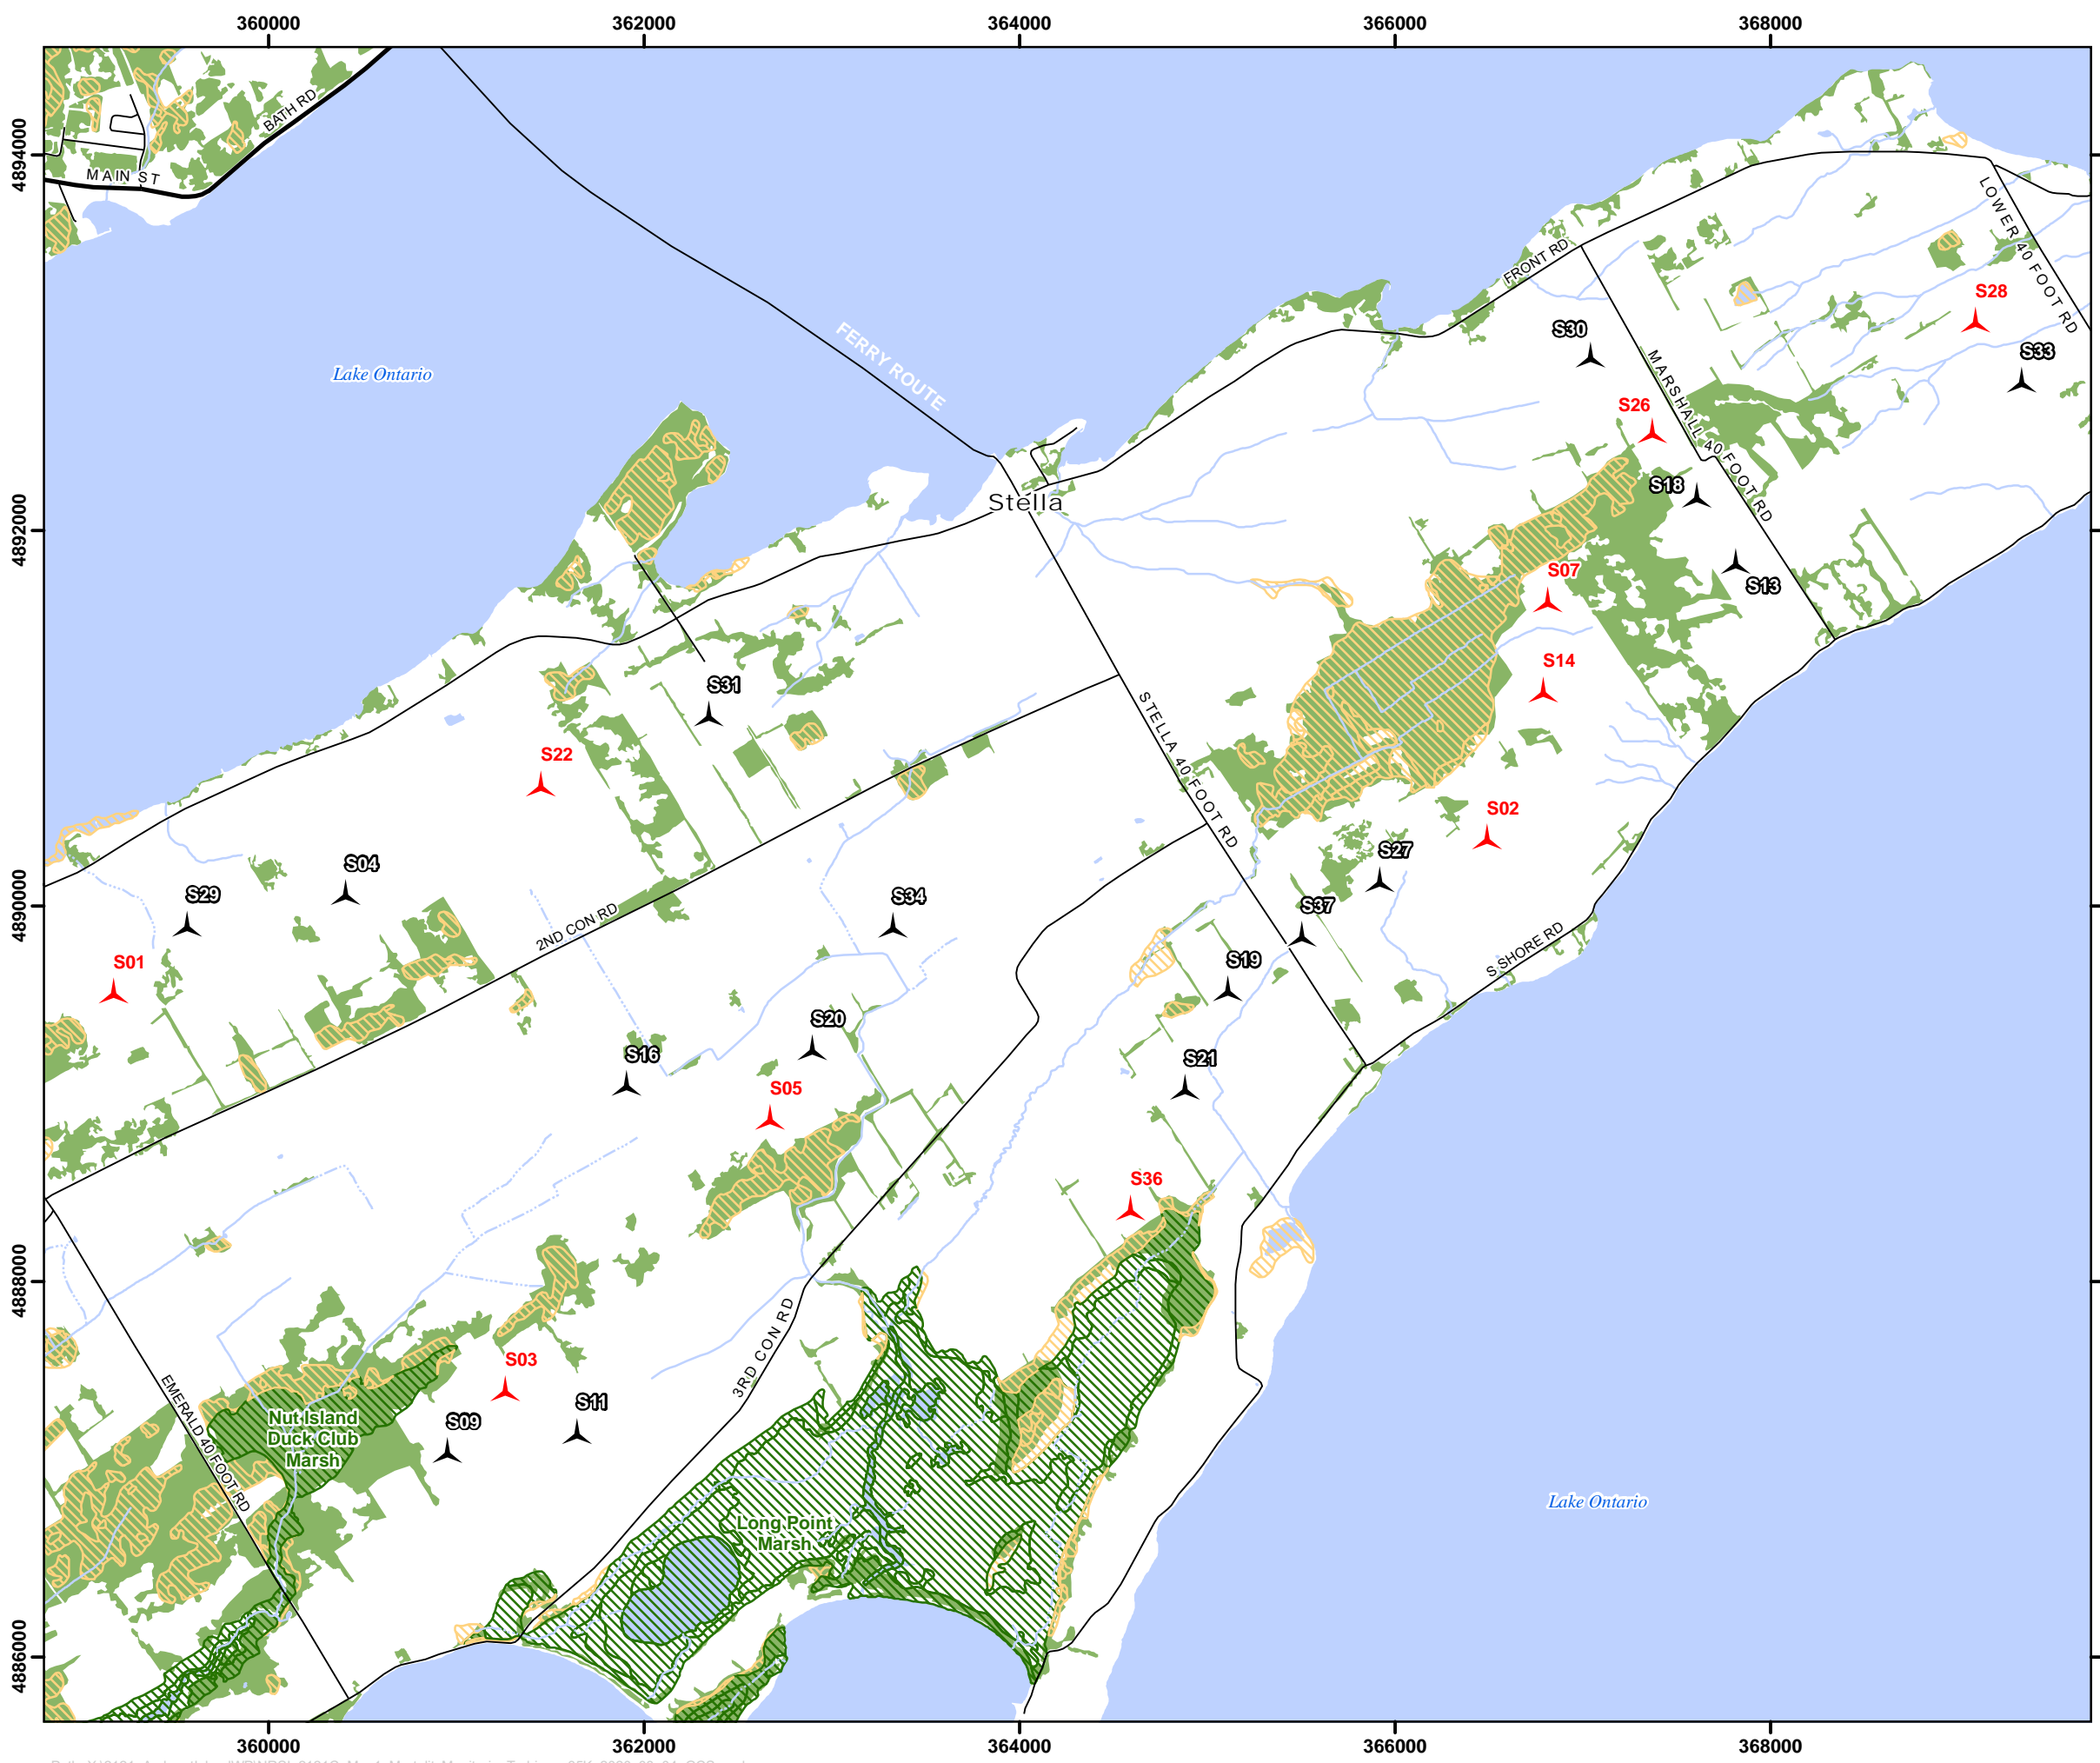 360000
362000
364000
366000
368000
4894000
4892000
4890000
4888000
4886000
BATH RD
MAIN ST
FERRY ROUTE
Lake Ontario
FRONT RD
LOWER 40 FOOT RD
S28
S30
S33
MARSHALL 40 FOOT RD
S26
S18
Stella
S07
S13
S14
S31
S22
STELLA 40 FOOT RD
S02
S27
S04
S29
S34
S37
2ND CON RD
S SHORE RD
S01
S19
S20
S16
S21
S05
S36
3RD CON RD
S03
EMERALD 40 FOOT RD
S11
S09
Nut Island
Duck Club
Marsh
Lake Ontario
Long Point
Marsh
360000
362000
364000
366000
368000